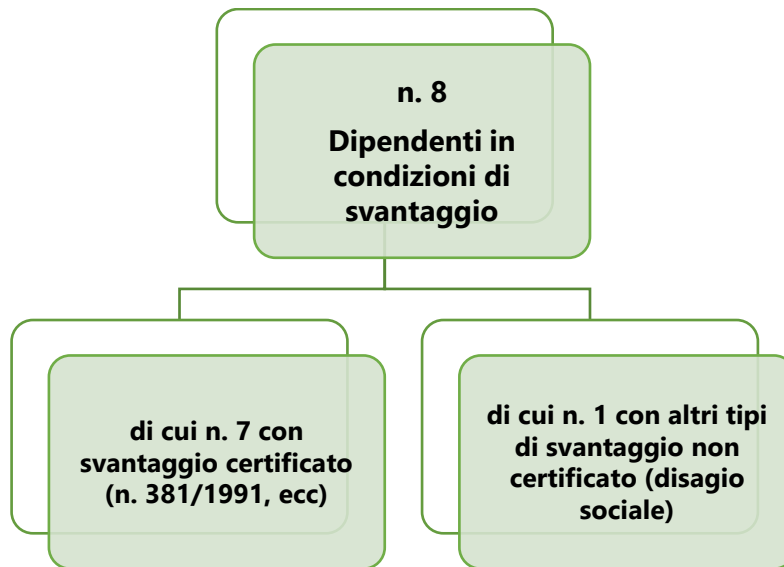 n. 8
Dipendenti in
condizioni di
svantaggio
di cui n. 7 con
svantaggio certificato
(n. 381/1991, ecc)
di cui n. 1 con altri tipi
di svantaggio non
certificato (disagio
sociale)